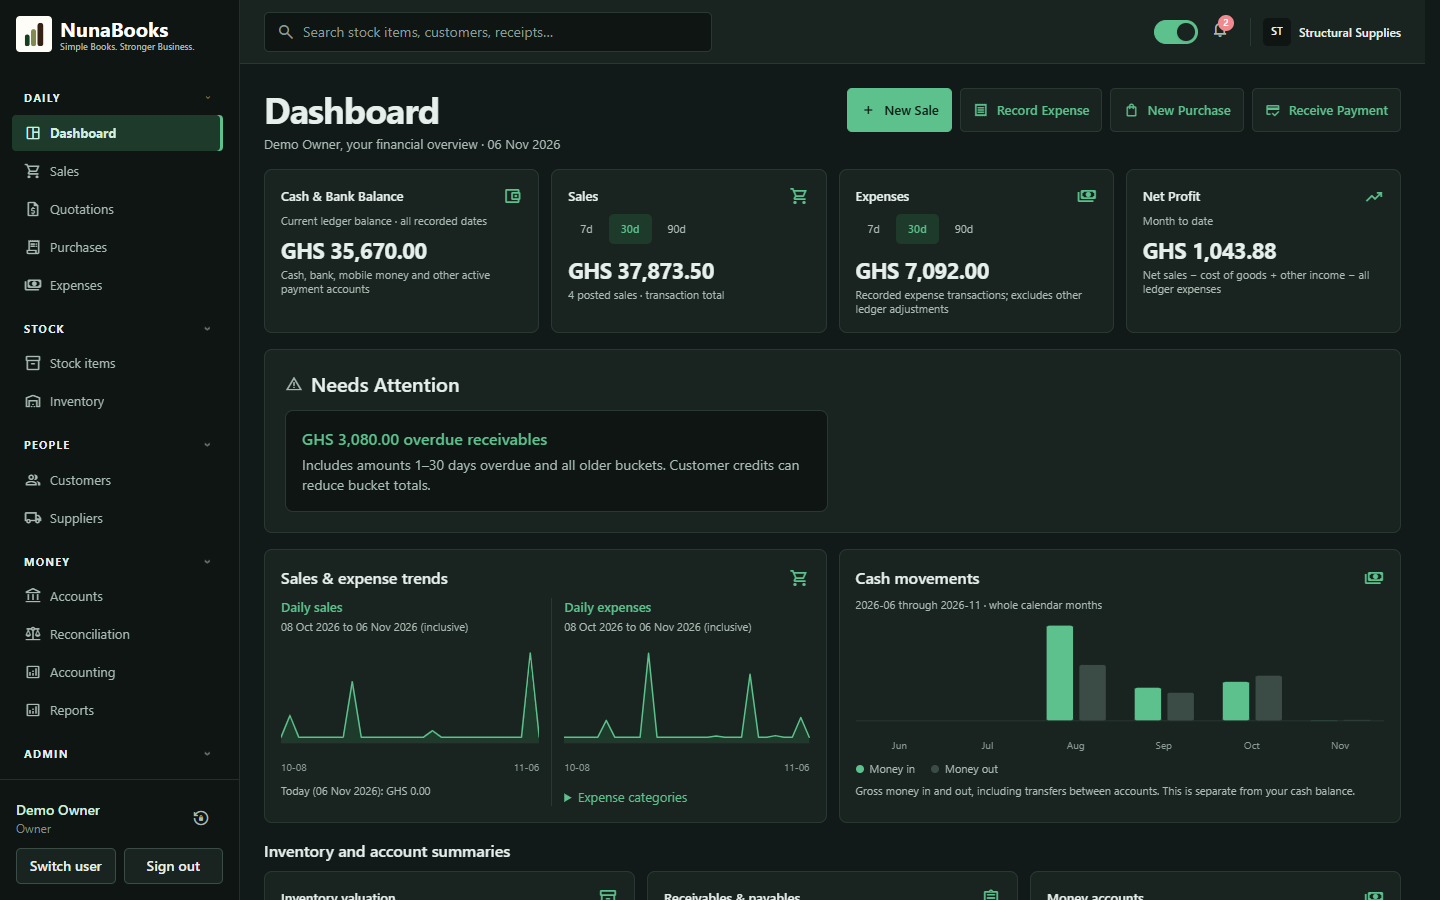 NunaBooks
Simple Books. Stronger Business.
Search stock items, customers, receipts...
2
ST
Structural Supplies
DAILY
Dashboard
Sales
Quotations
Purchases
Expenses
STOCK
Stock items
Inventory
PEOPLE
Customers
Suppliers
MONEY
Accounts
Reconciliation
Accounting
Reports
ADMIN
Demo Owner
Owner
Switch user
Sign out
Dashboard
Demo Owner, your financial overview · 06 Nov 2026
+ New Sale
Record Expense
New Purchase
Receive Payment
Cash & Bank Balance
Current ledger balance · all recorded dates
GHS 35,670.00
Cash, bank, mobile money and other active
payment accounts
Sales
7d 30d 90d
GHS 37,873.50
4 posted sales · transaction total
Expenses
7d 30d 90d
GHS 7,092.00
Recorded expense transactions; excludes other
ledger adjustments
Net Profit
Month to date
GHS 1,043.88
Net sales − cost of goods + other income − all
ledger expenses
Needs Attention
GHS 3,080.00 overdue receivables
Includes amounts 1–30 days overdue and all older buckets. Customer credits can
reduce bucket totals.
Sales & expense trends
Daily sales
08 Oct 2026 to 06 Nov 2026 (inclusive)
10-08 11-06
Today (06 Nov 2026): GHS 0.00
Daily expenses
08 Oct 2026 to 06 Nov 2026 (inclusive)
10-08 11-06
Expense categories
Cash movements
2026-06 through 2026-11 · whole calendar months
Jun Jul Aug Sep Oct Nov
Money in Money out
Gross money in and out, including transfers between accounts. This is separate from your cash balance.
Inventory and account summaries
Inventory valuation
Receivables & payables
Money accounts